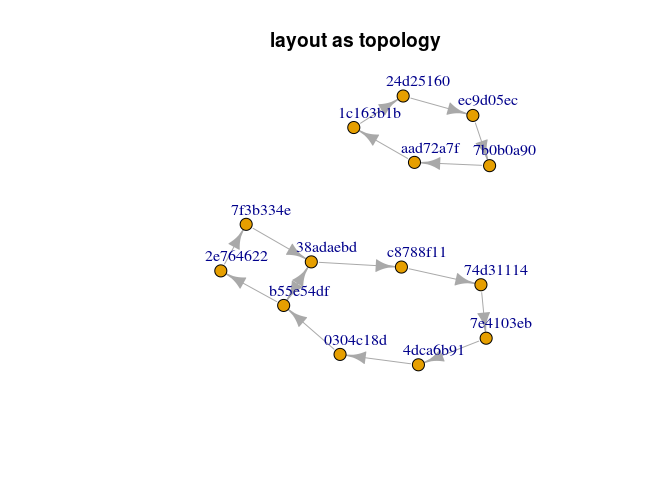 layout as topology
24d25160
ec9d05ec
1c163b1b
aad72a7f
7b0b0a90
7f3b334e
38adaebd
2e764622
c8788f11
74d31114
b55e54df
7e4103eb
0304c18d
4dca6b91